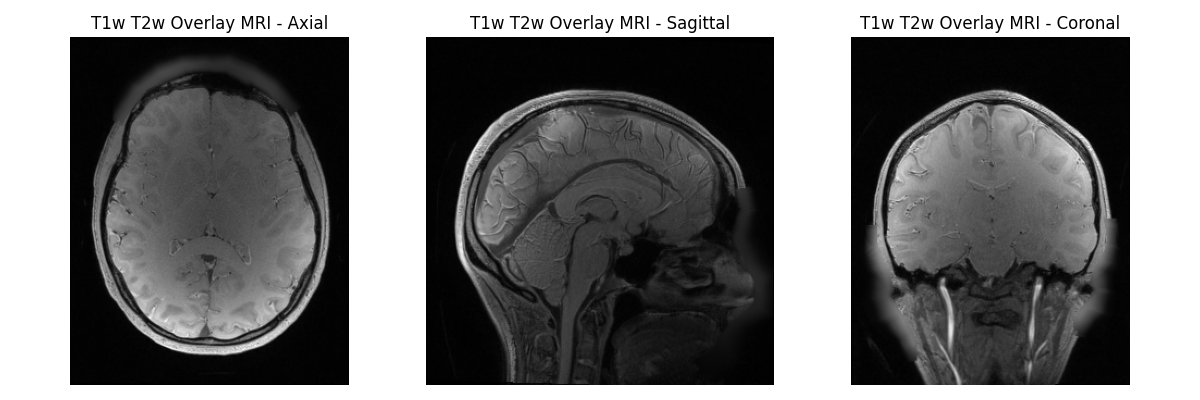 T1w T2w Overlay MRI - Axial
T1w T2w Overlay MRI - Sagittal
T1w T2w Overlay MRI - Coronal